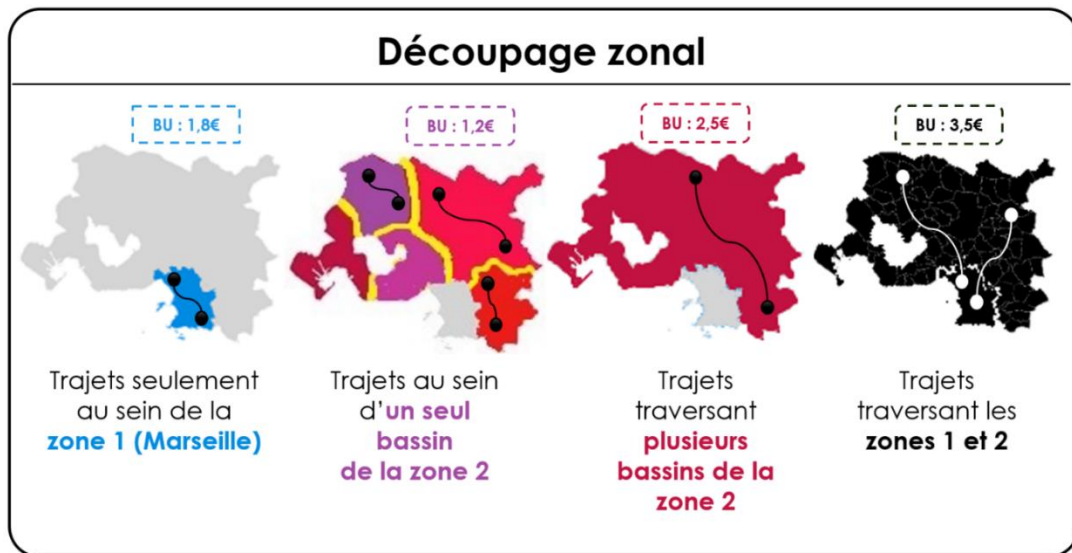 Découpage zonal
BU : 1,8€
BU : 1,2€
BU : 2,5€
BU : 3,5€
Trajets seulement
au sein de la
zone 1 (Marseille)
Trajets au sein
d'un seul
bassin
de la zone 2
Trajets
traversant
plusieurs
bassins de la
zone 2
Trajets
traversant les
zones 1 et 2